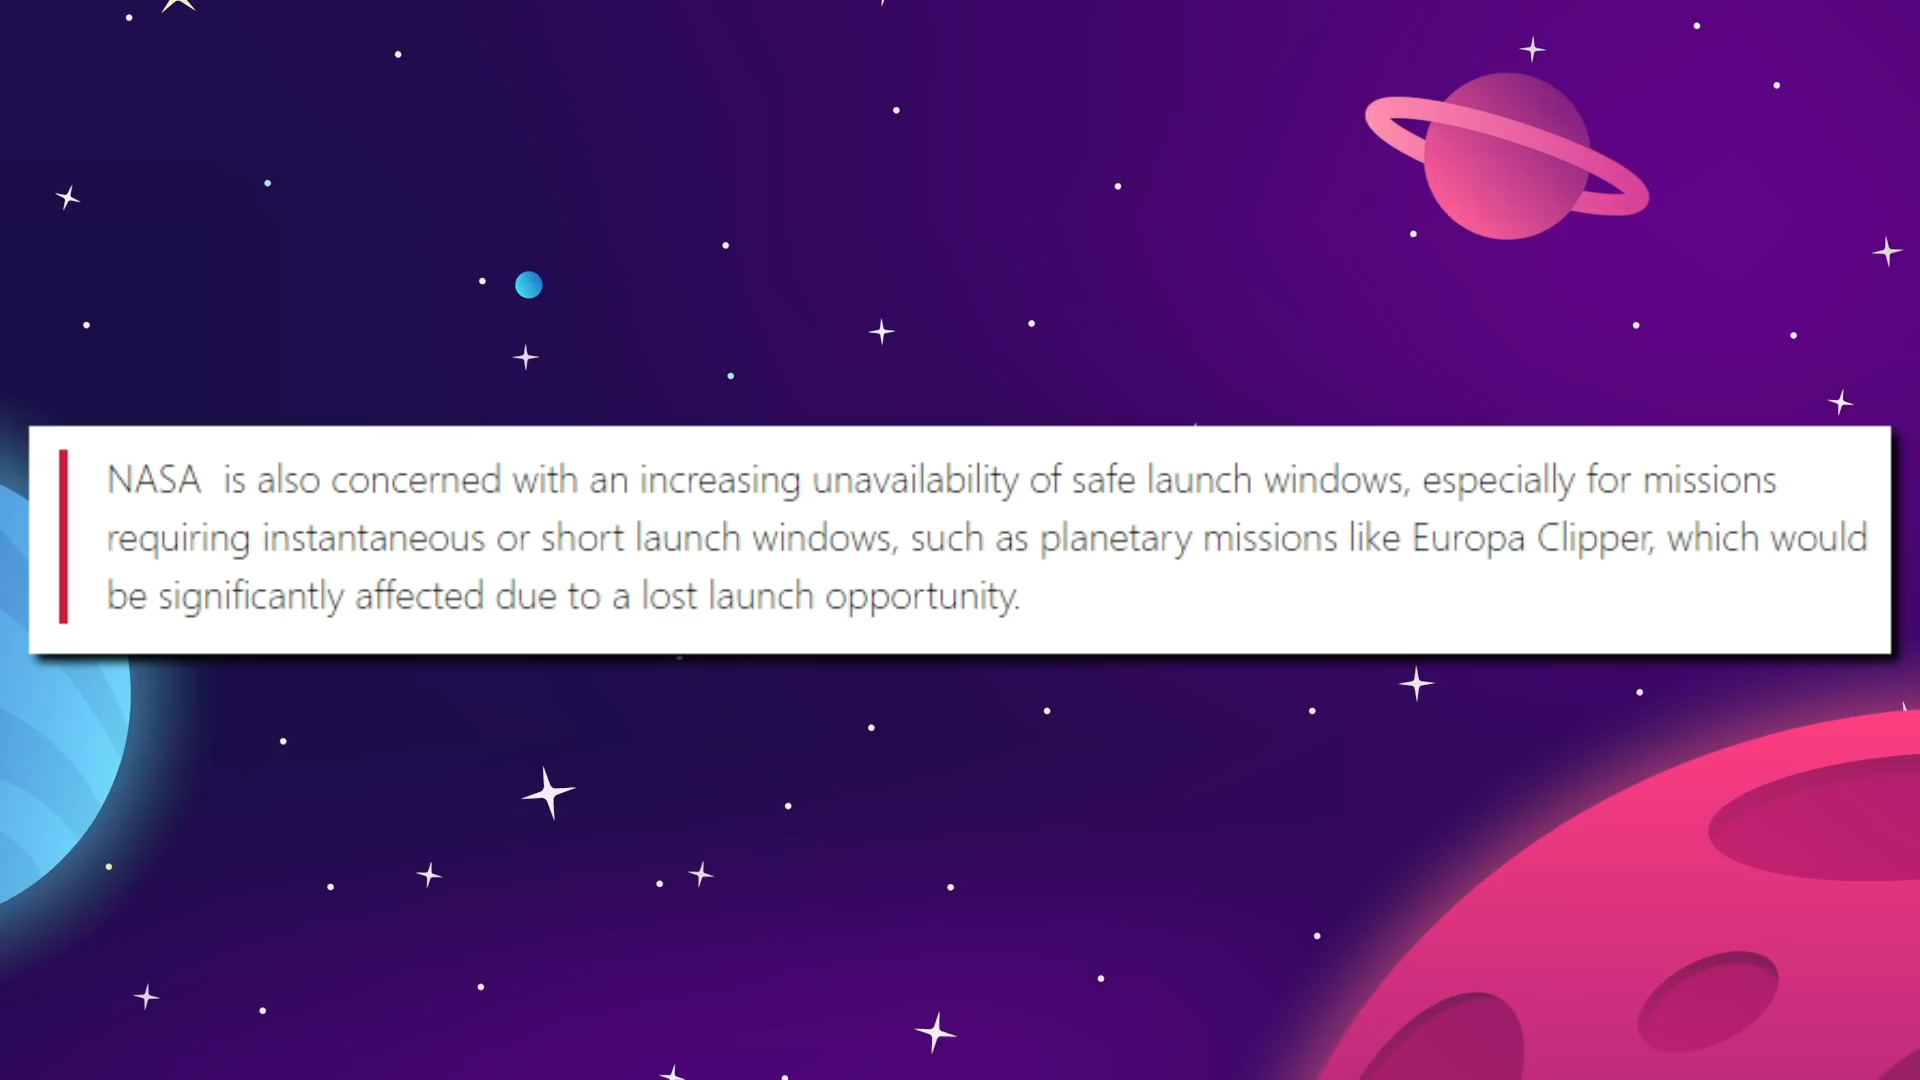 NASA  is also concerned with an increasing unavailability of safe launch windows, especially for missions
requiring instantaneous or short launch windows, such as planetary missions like Europa Clipper, which would
be significantly affected due to a lost launch opportunity.